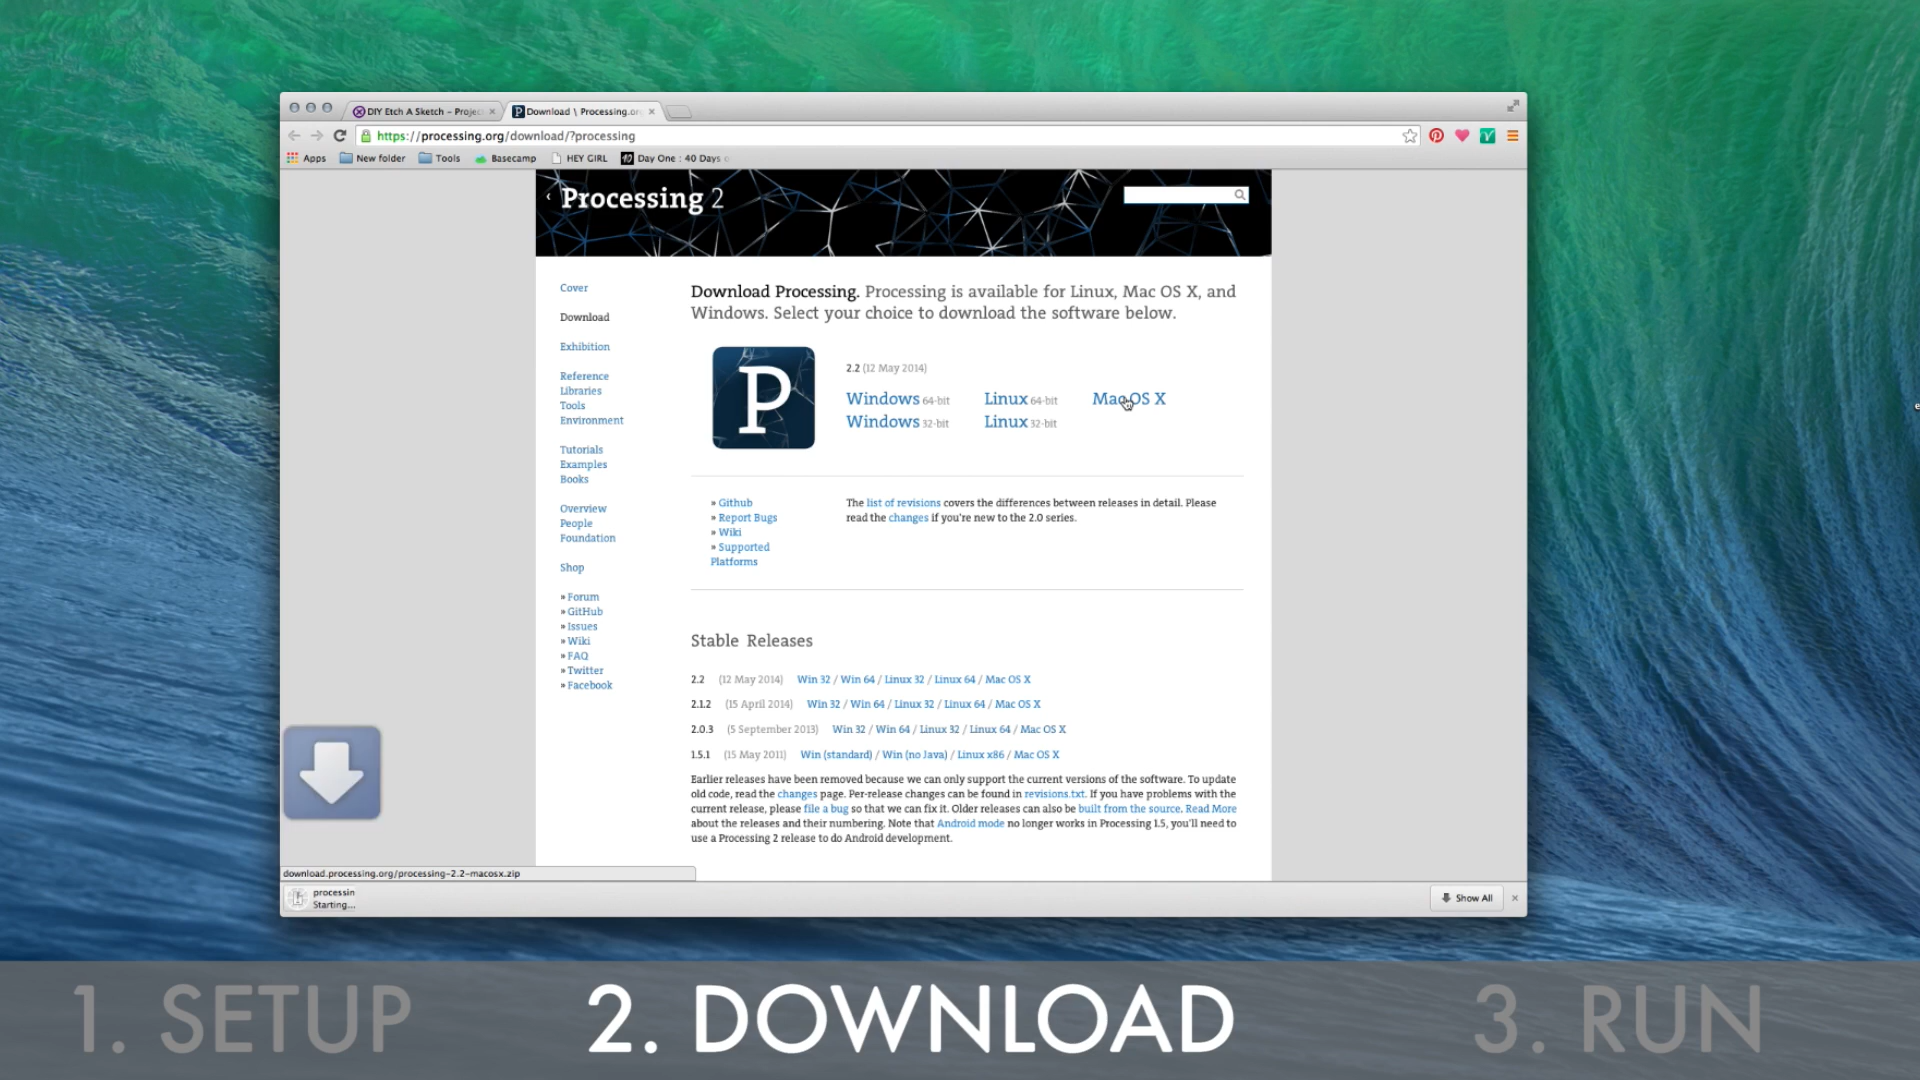 DIY Etch A Sketch – Projec
Download \ Processing.or
https://processing.org/download/?processing
Apps New folder Tools Basecamp HEY GIRL Day One : 40 Days
‹ Processing 2
Cover
Download
Exhibition
Reference
Libraries
Tools
Environment
Tutorials
Examples
Books
Overview
People
Foundation
Shop
» Forum
» GitHub
» Issues
» Wiki
» FAQ
» Twitter
» Facebook
Download Processing. Processing is available for Linux, Mac OS X, and
Windows. Select your choice to download the software below.
P
2.2 (12 May 2014)
Windows 64-bit Linux 64-bit Mac OS X
Windows 32-bit Linux 32-bit
» Github
» Report Bugs
» Wiki
» Supported
Platforms
The list of revisions covers the differences between releases in detail. Please
read the changes if you're new to the 2.0 series.
Stable Releases
2.2 (12 May 2014) Win 32 / Win 64 / Linux 32 / Linux 64 / Mac OS X
2.1.2 (15 April 2014) Win 32 / Win 64 / Linux 32 / Linux 64 / Mac OS X
2.0.3 (5 September 2013) Win 32 / Win 64 / Linux 32 / Linux 64 / Mac OS X
1.5.1 (15 May 2011) Win (standard) / Win (no Java) / Linux x86 / Mac OS X
Earlier releases have been removed because we can only support the current versions of the software. To update
old code, read the changes page. Per-release changes can be found in revisions.txt. If you have problems with the
current release, please file a bug so that we can fix it. Older releases can also be built from the source. Read More
about the releases and their numbering. Note that Android mode no longer works in Processing 1.5, you'll need to
use a Processing 2 release to do Android development.
download.processing.org/processing-2.2-macosx.zip
processin
Starting...
Show All
1. SETUP 2. DOWNLOAD 3. RUN